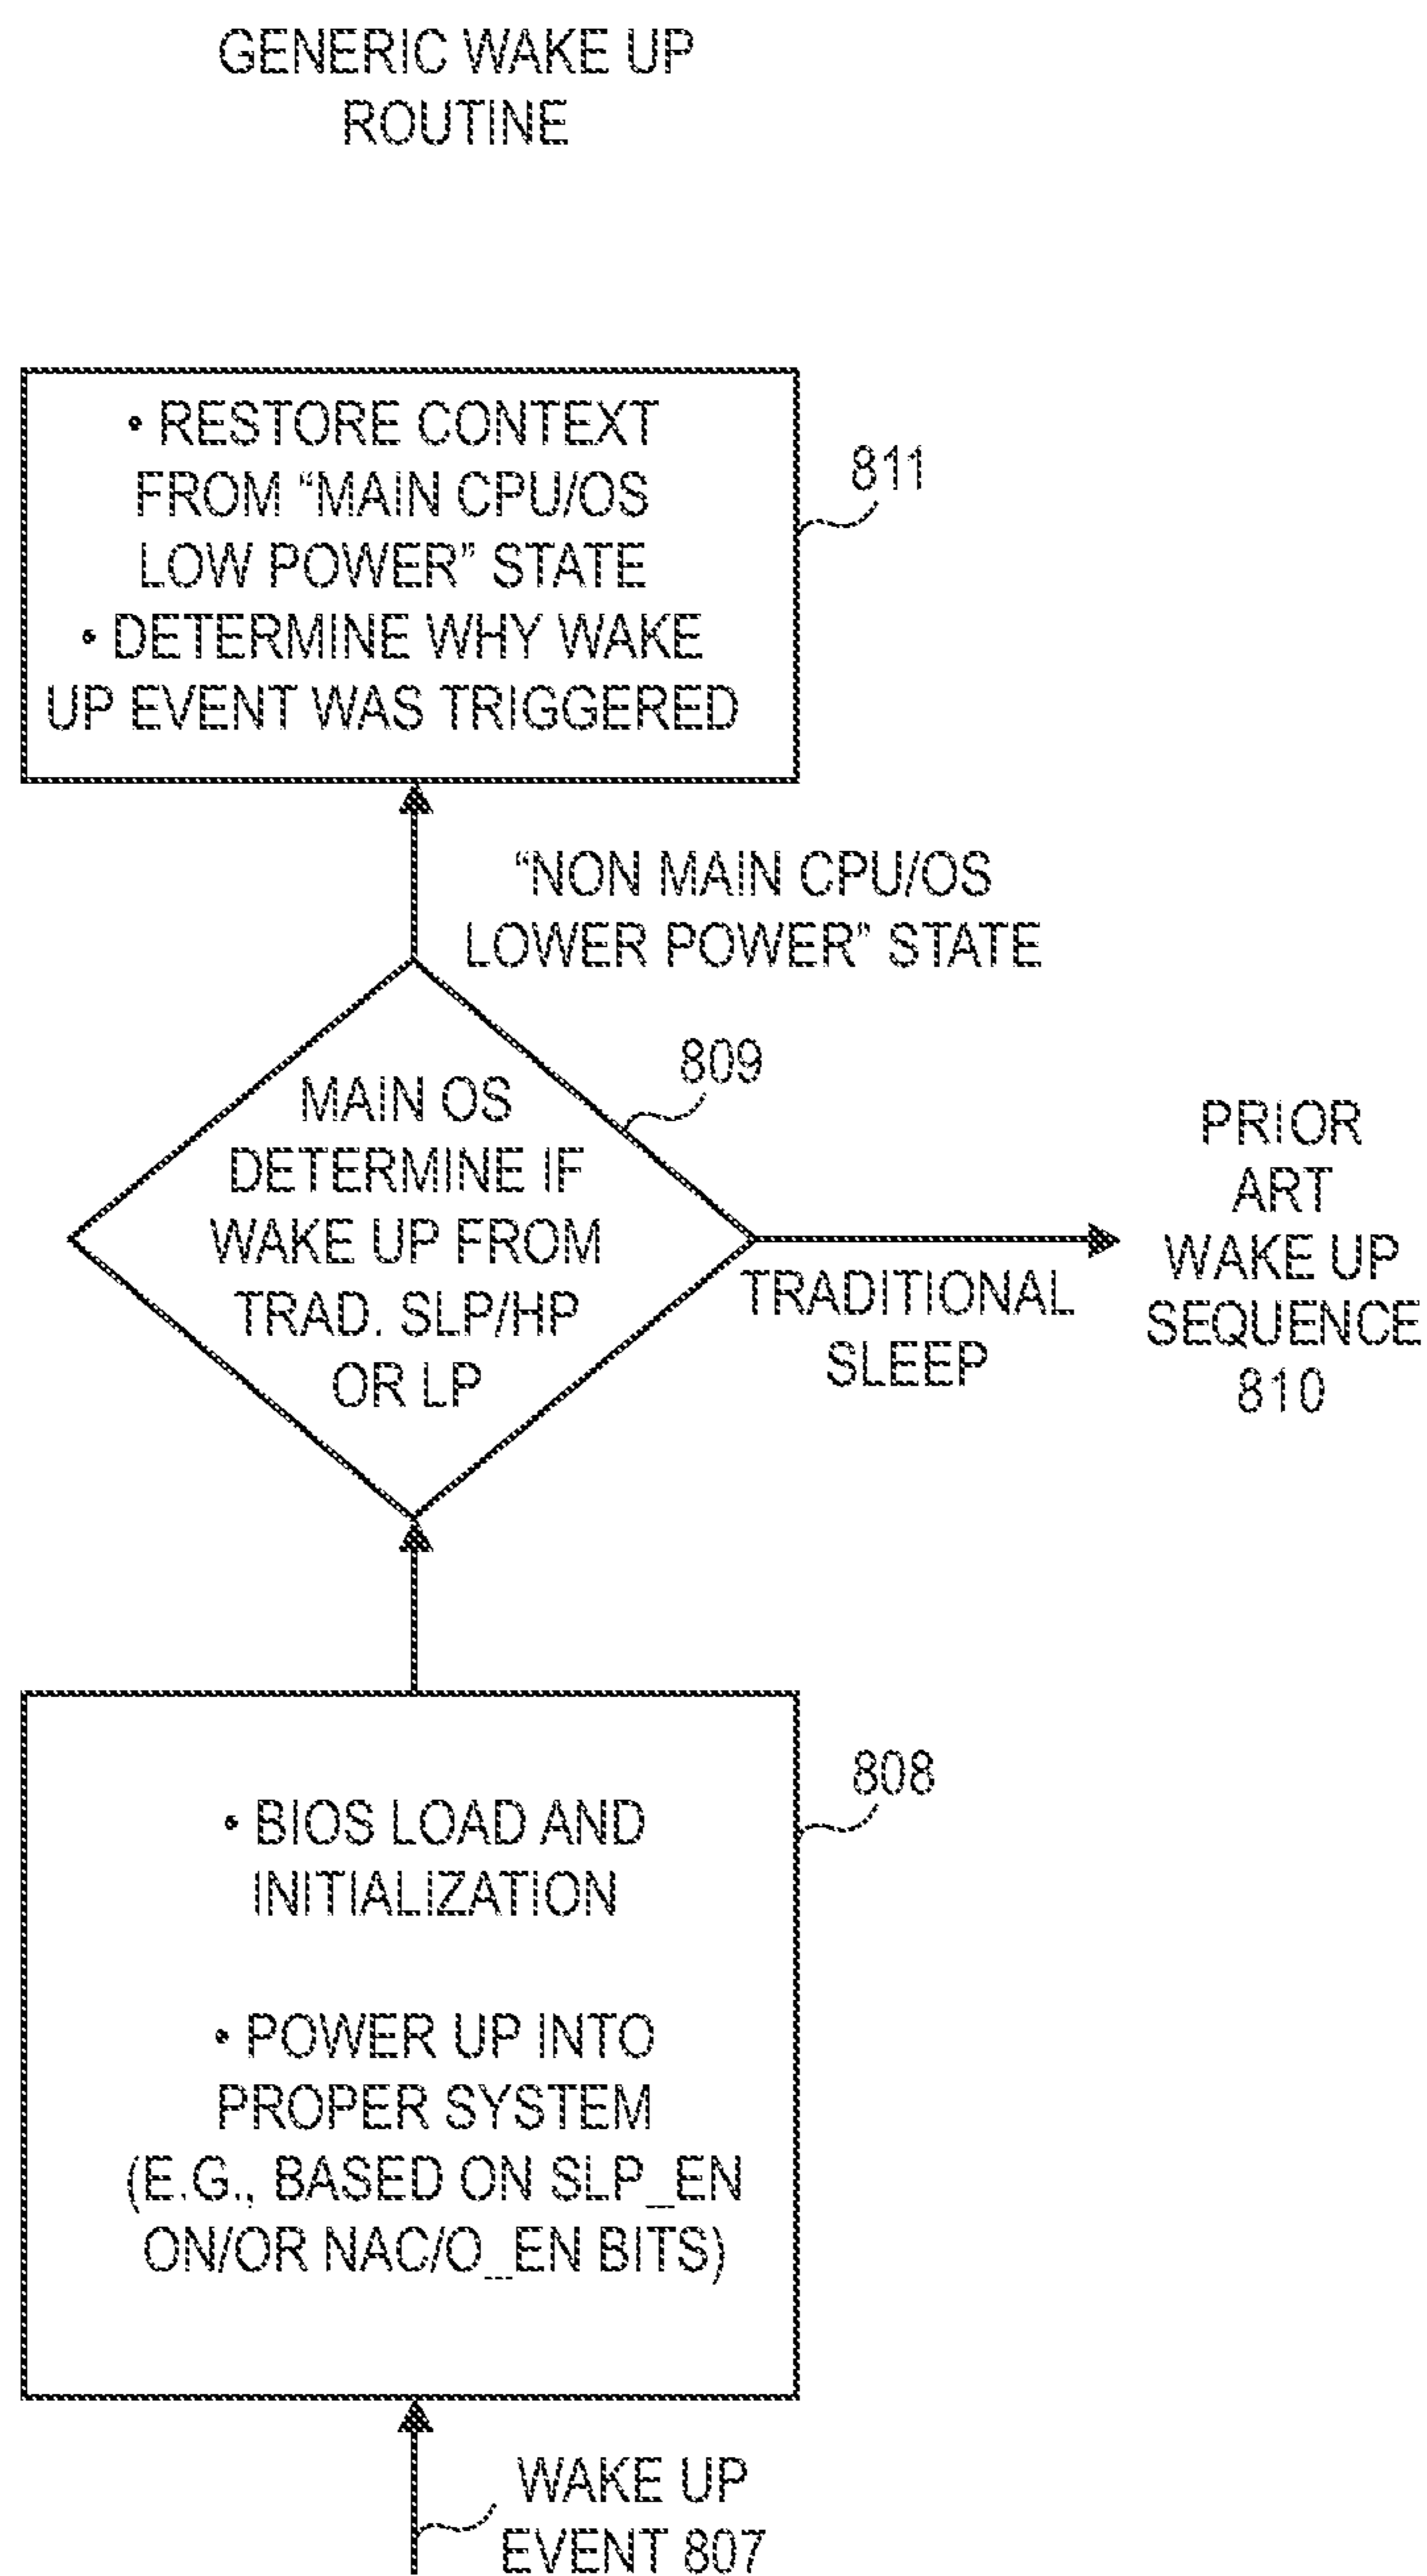 GENERIC WAKE UP
ROUTINE
• RESTORE CONTEXT
FROM “MAIN CPU/OS
LOW POWER” STATE
• DETERMINE WHY WAKE
UP EVENT WAS TRIGGERED
811
“NON MAIN CPU/OS
LOWER POWER” STATE
809
MAIN OS
DETERMINE IF
WAKE UP FROM
TRAD. SLP/HP
OR LP
TRADITIONAL
SLEEP
PRIOR
ART
WAKE UP
SEQUENCE
810
808
• BIOS LOAD AND
INITIALIZATION
• POWER UP INTO
PROPER SYSTEM
(E.G., BASED ON SLP_EN
ON/OR NAC/O_EN BITS)
WAKE UP
EVENT 807